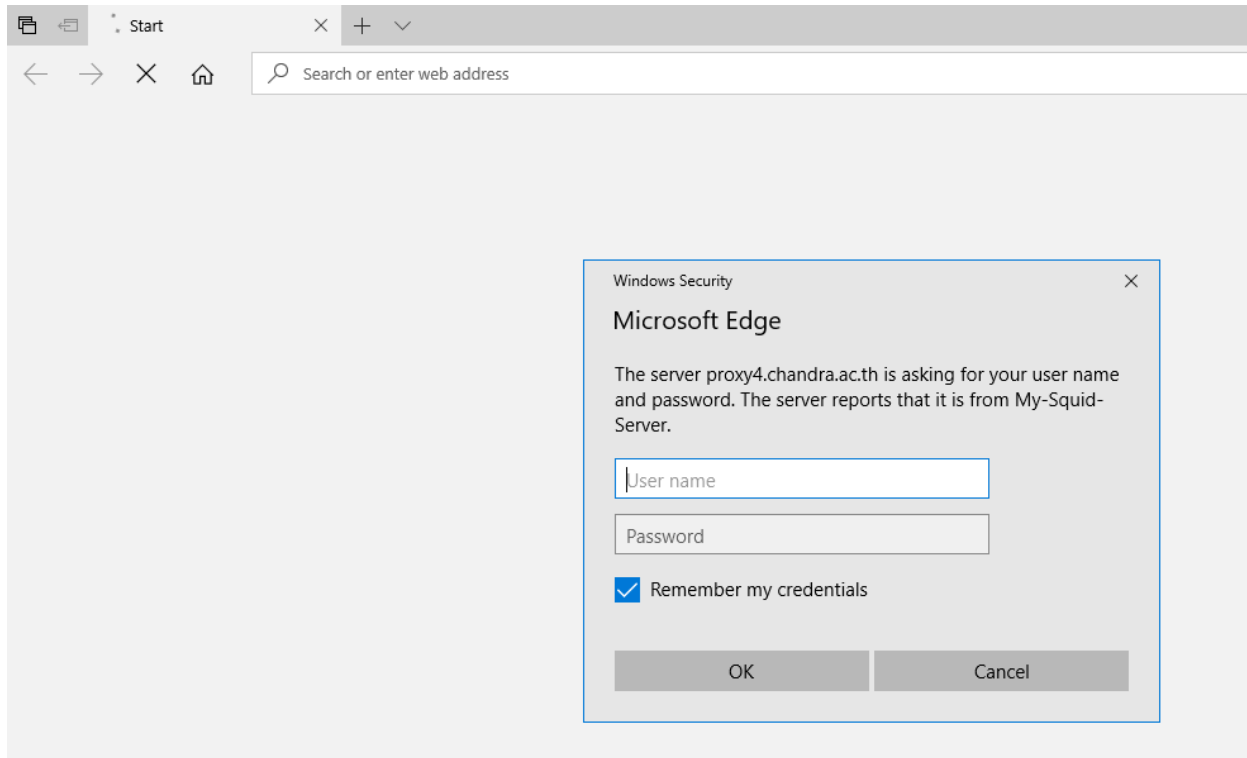 Start
Search or enter web address
Windows Security
Microsoft Edge
The server proxy4.chandra.ac.th is asking for your user name
and password. The server reports that it is from My-Squid-
Server.
User name
Password
Remember my credentials
OK
Cancel